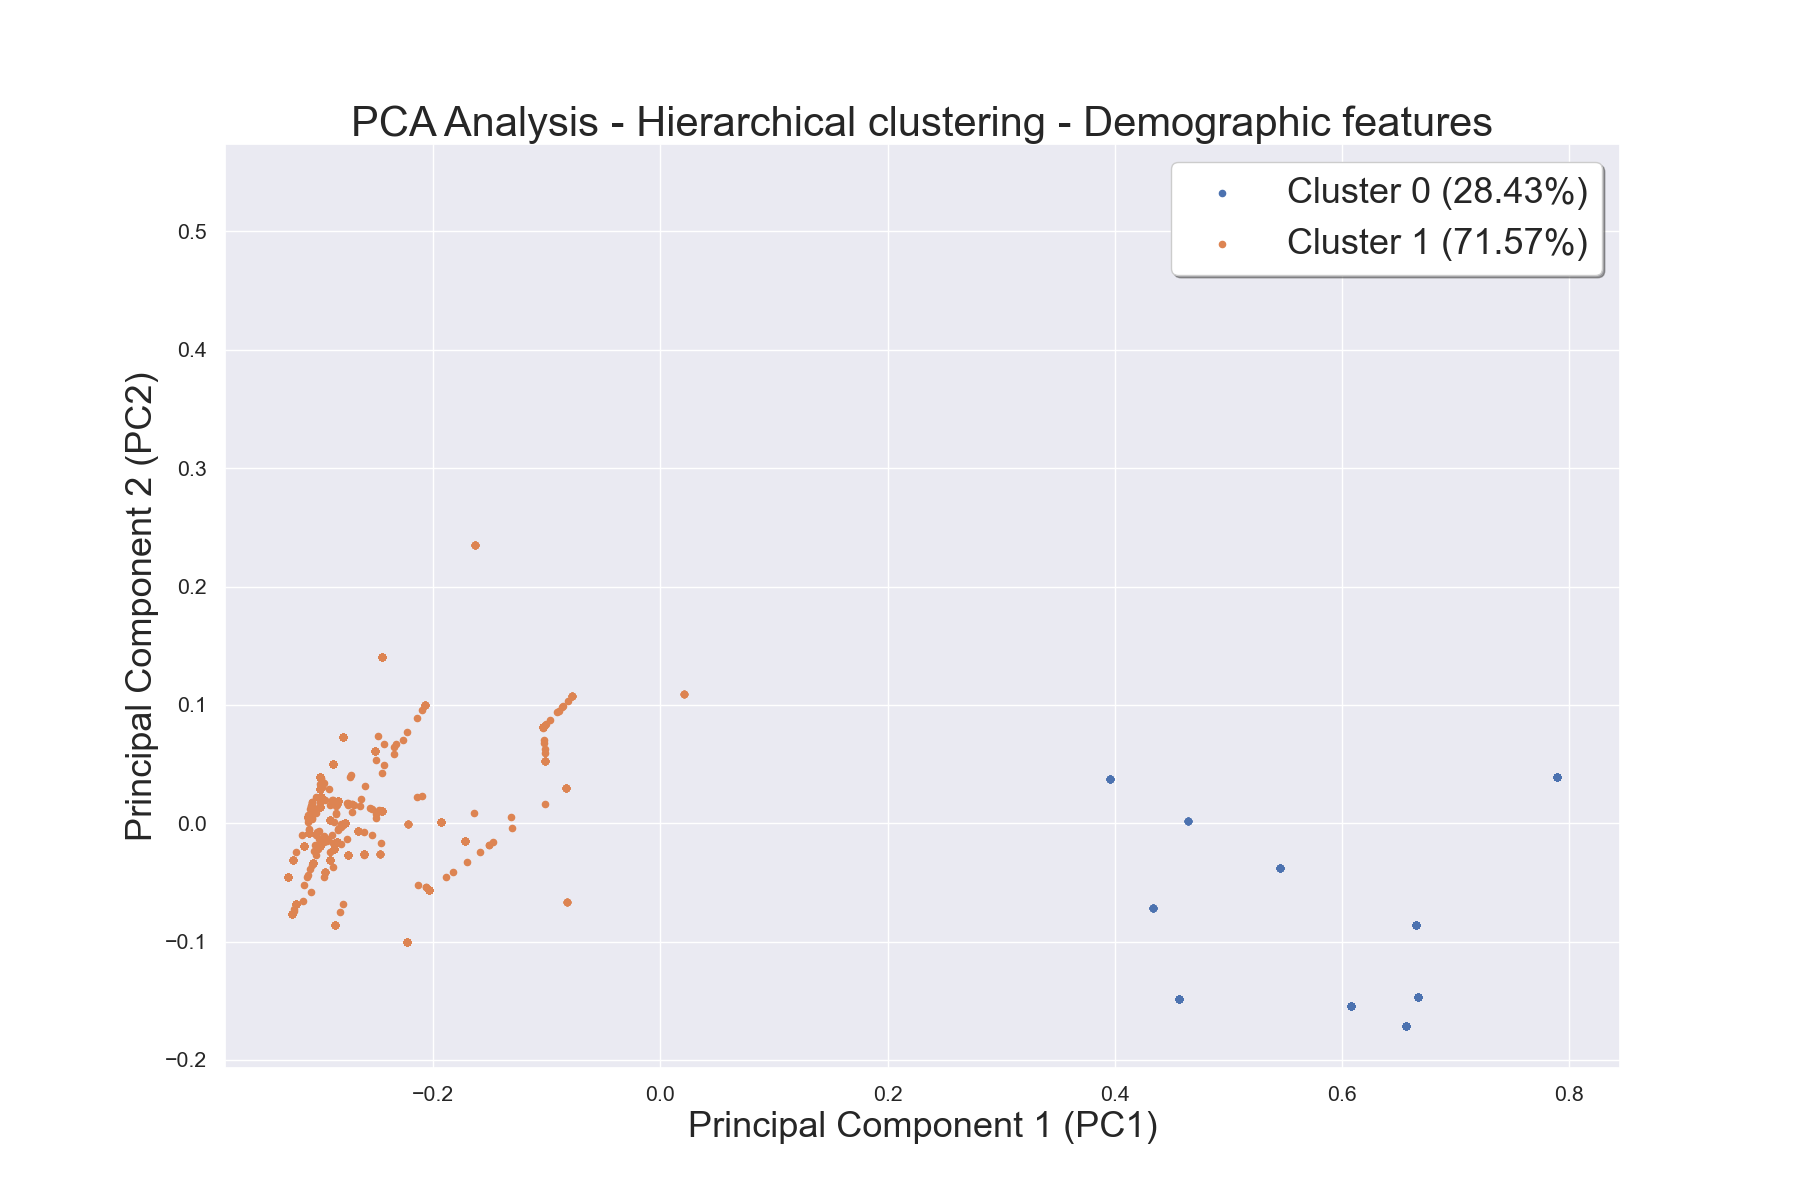 PCA Analysis - Hierarchical clustering - Demographic features
Cluster 0 (28.43%)
Cluster 1 (71.57%)
Principal Component 2 (PC2)
0.5
0.4
0.3
0.2
0.1
0.0
−0.1
−0.2
−0.2 0.0 0.2 0.4 0.6 0.8
Principal Component 1 (PC1)